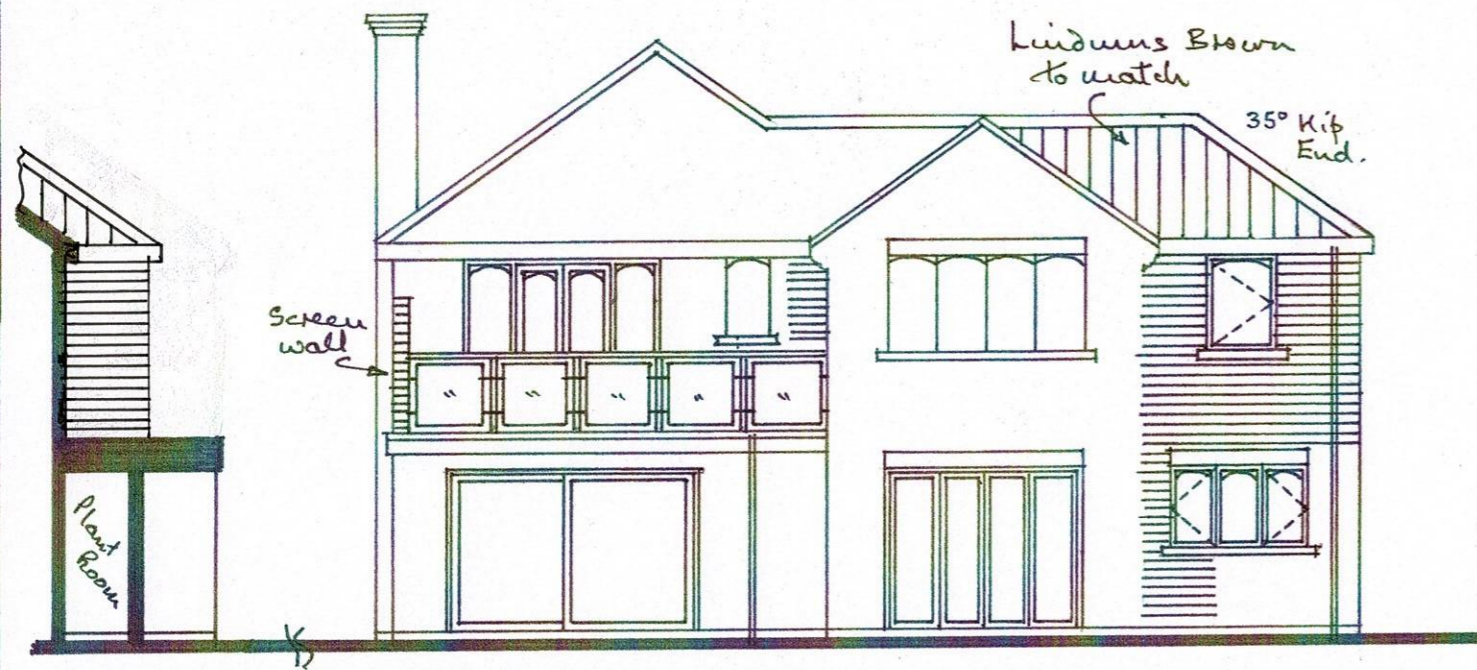 Lindums Brown
to match
35° Hip
End.
Screen
wall
Plant
Room